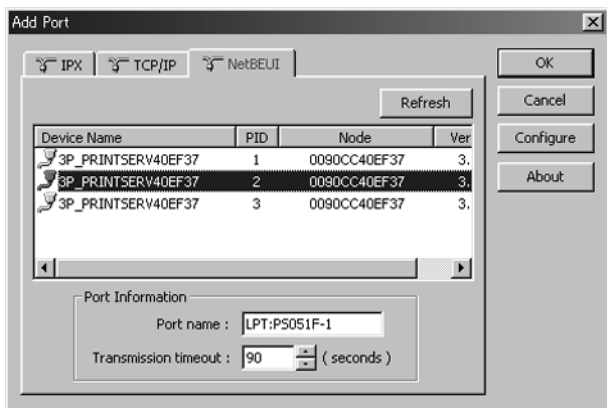 Add Port
IPX TCP/IP NetBEUI
OK
Refresh
Cancel
Device Name PID Node Ver
Configure
3P_PRINTSERV40EF37 1 0090CC40EF37 3.
3P_PRINTSERV40EF37 2 0090CC40EF37 3.
About
3P_PRINTSERV40EF37 3 0090CC40EF37 3.
Port Information
Port name : LPT:PS051F-1
Transmission timeout : 90 ( seconds )